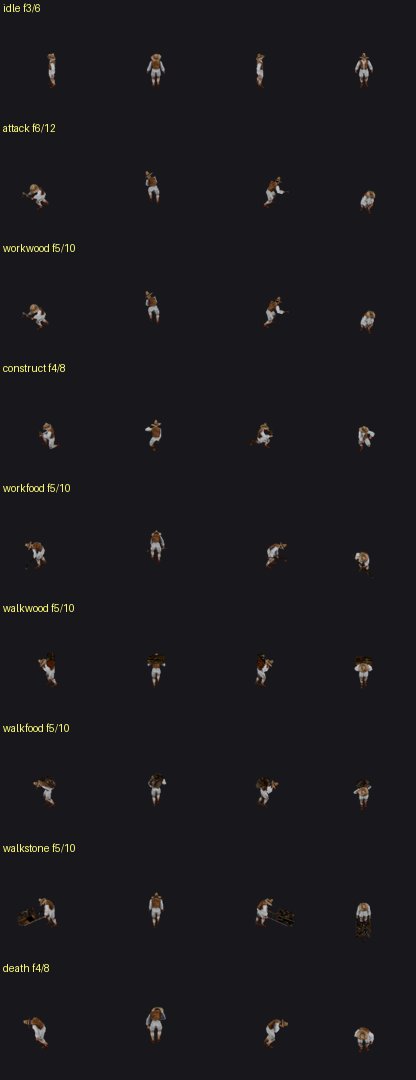 idle f3/6
attack f6/12
workwood f5/10
construct f4/8
workfood f5/10
walkwood f5/10
walkfood f5/10
walkstone f5/10
death f4/8